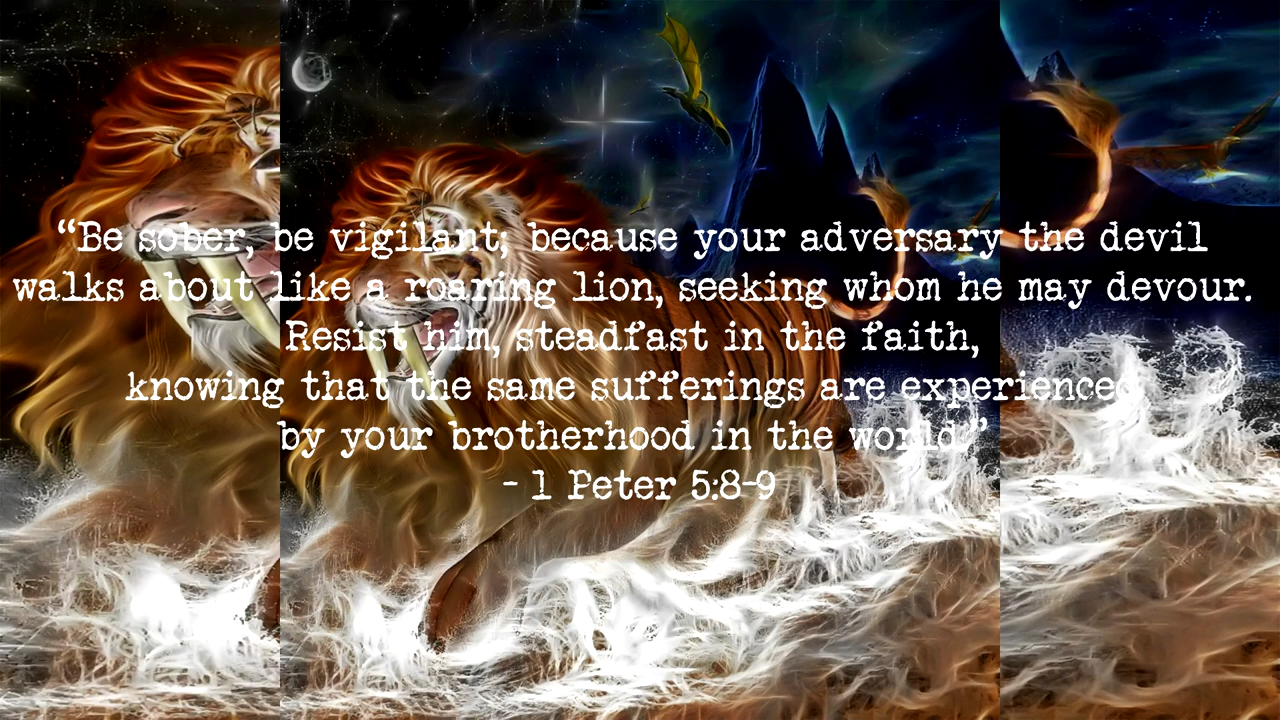 “Be sober, be vigilant; because your adversary the devil
walks about like a roaring lion, seeking whom he may devour.
Resist him, steadfast in the faith,
knowing that the same sufferings are experienced
by your brotherhood in the world.”
- 1 Peter 5:8-9